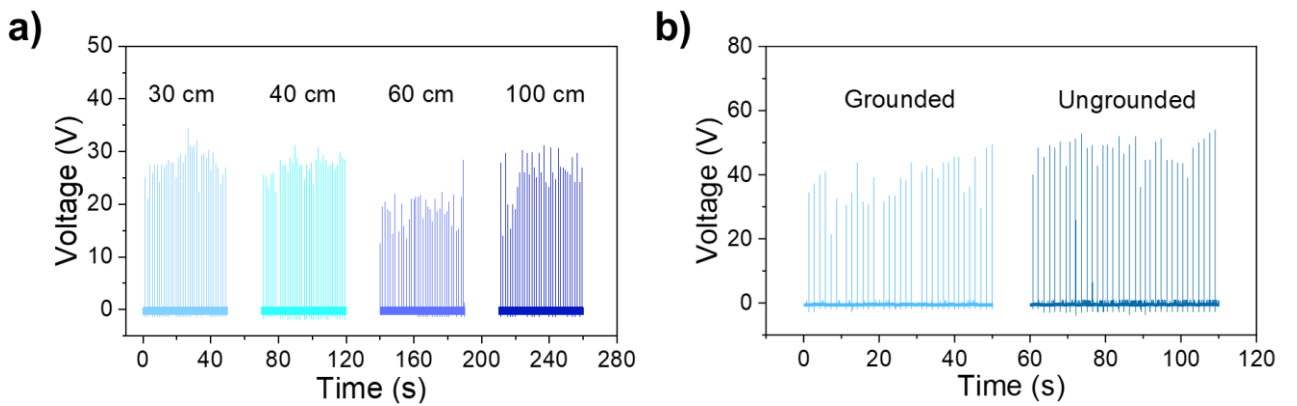 a)
50
40
30
20
10
0
Voltage (V)
30 cm 40 cm 60 cm 100 cm
0 40 80 120 160 200 240 280
Time (s)
b)
80
60
40
20
0
Voltage (V)
Grounded Ungrounded
0 20 40 60 80 100 120
Time (s)